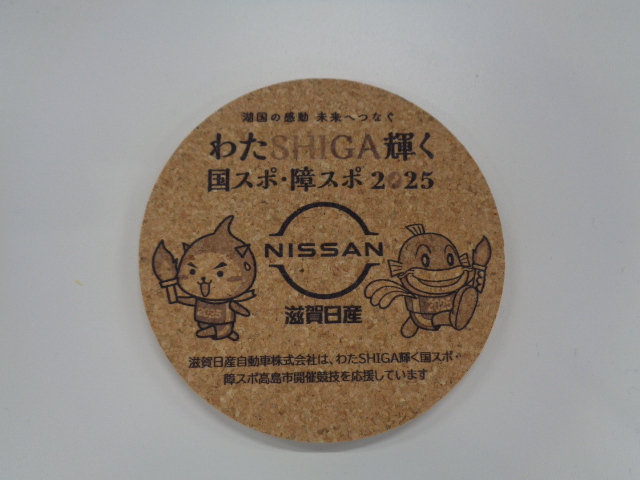 湖国の感動 未来へつなぐ
わたSHIGA輝く
国スポ・障スポ2025
NISSAN
滋賀日産
滋賀日産自動車株式会社は、わたSHIGA輝く国スポ・
障スポ高島市開催競技を応援しています